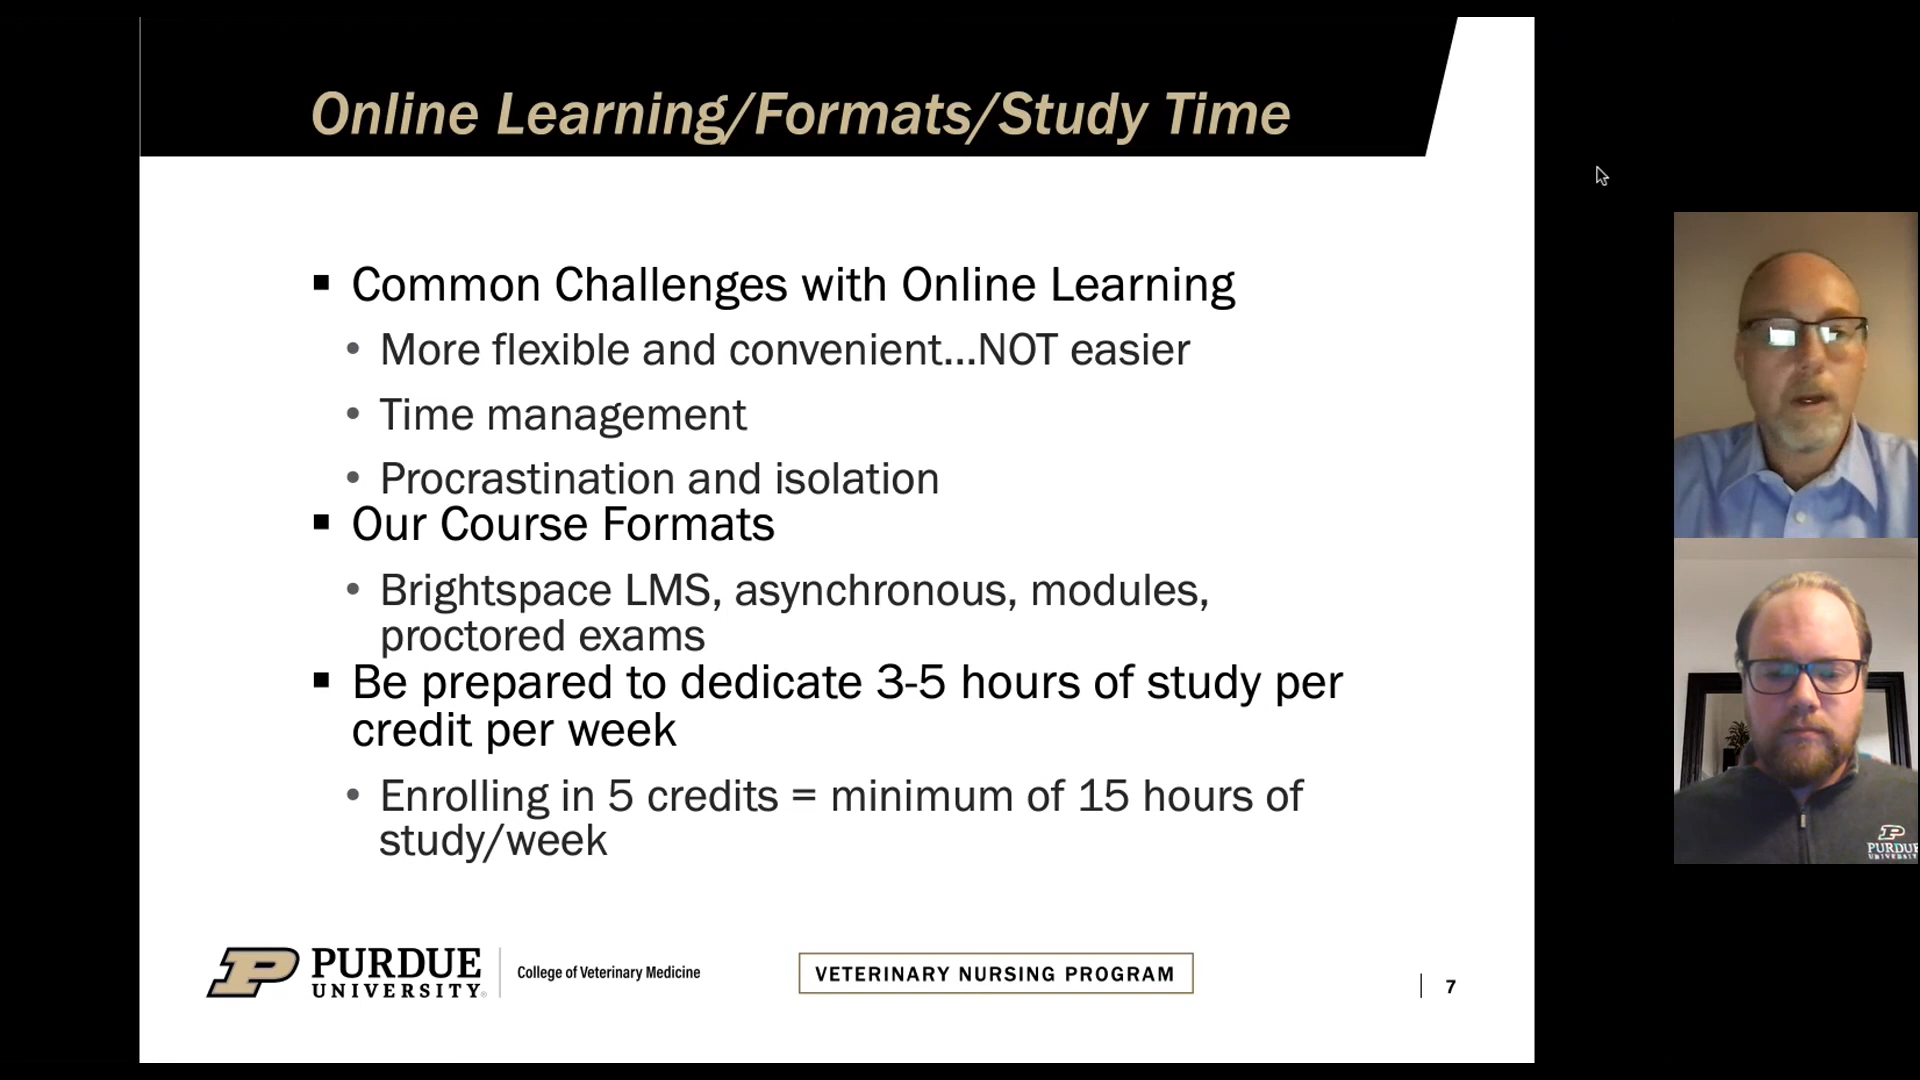 Online Learning/Formats/Study Time
▪ Common Challenges with Online Learning
• More flexible and convenient...NOT easier
• Time management
• Procrastination and isolation
▪ Our Course Formats
• Brightspace LMS, asynchronous, modules,
proctored exams
▪ Be prepared to dedicate 3-5 hours of study per
credit per week
• Enrolling in 5 credits = minimum of 15 hours of
study/week
PURDUE
UNIVERSITY®
College of Veterinary Medicine
VETERINARY NURSING PROGRAM
7
P
PURDUE
UNIVERSITY